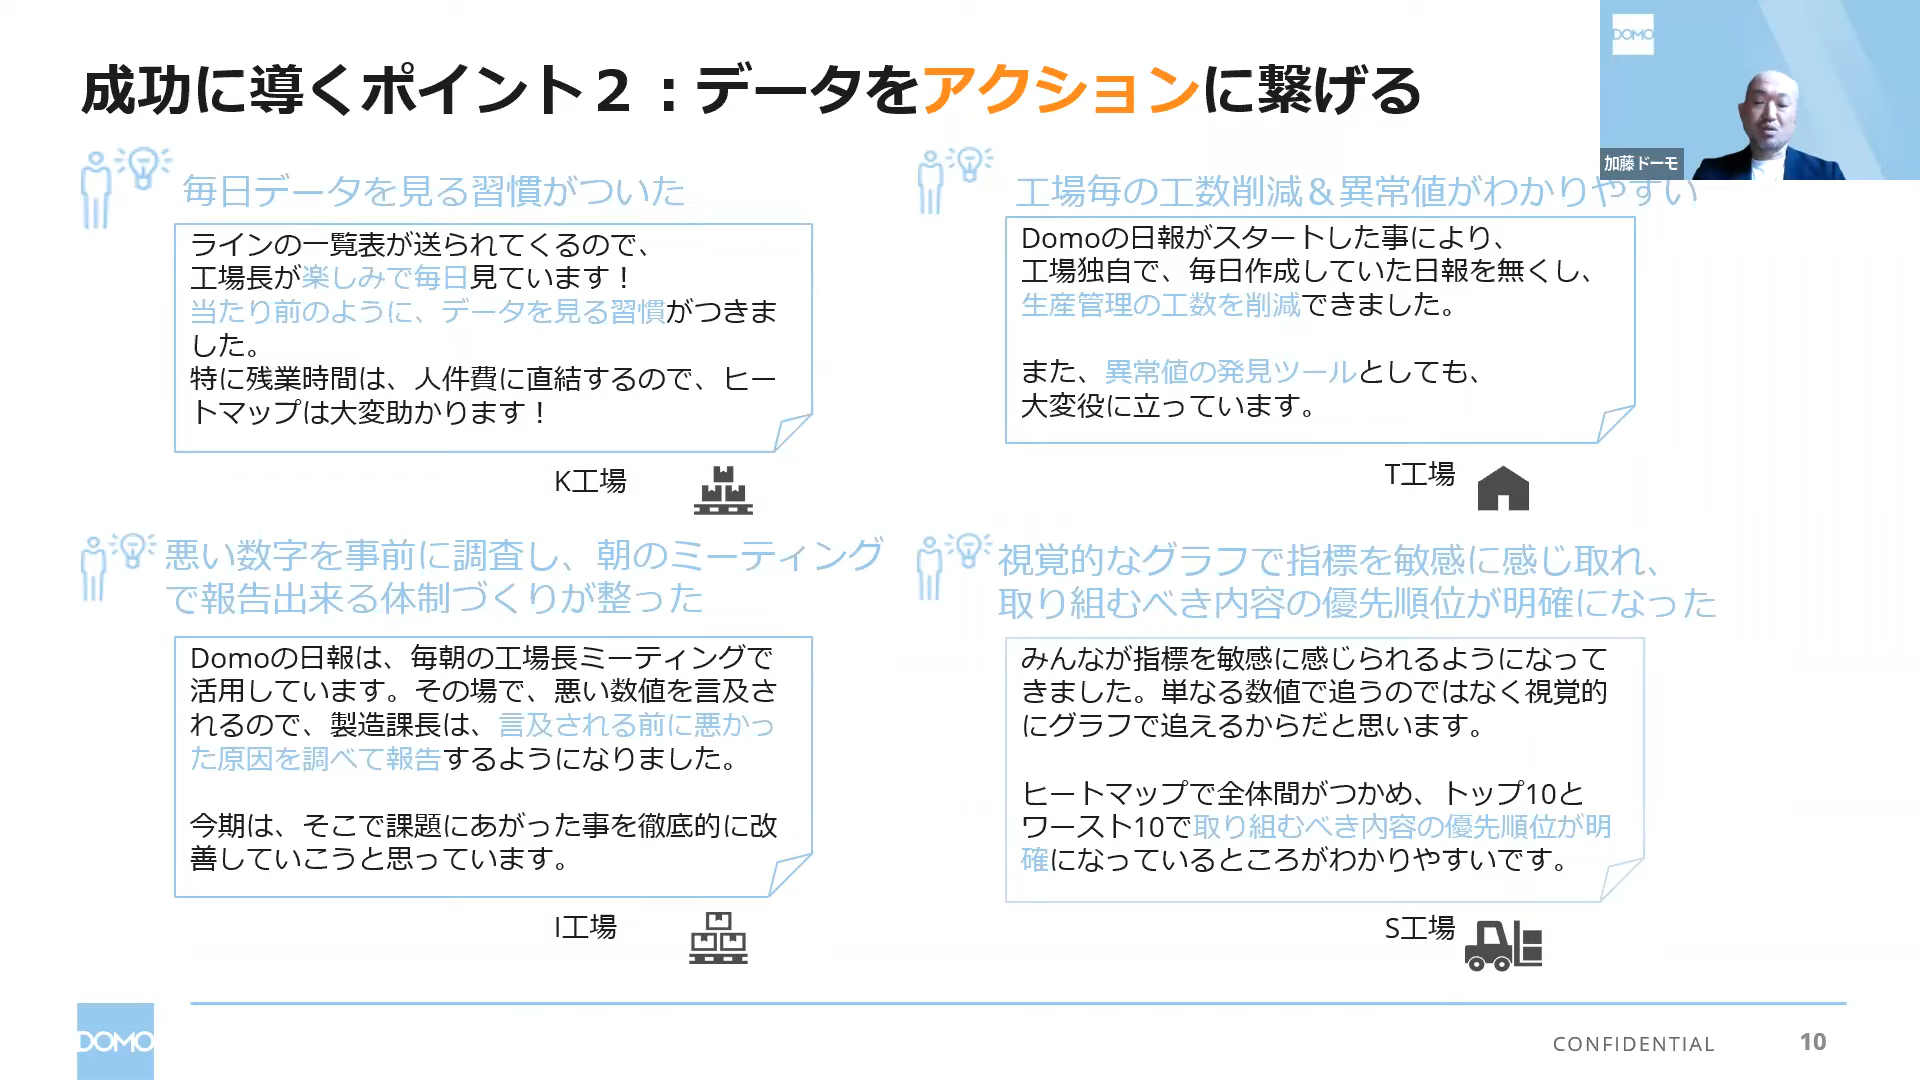 成功に導くポイント２：データをアクションに繋げる
DOMO
加藤ドーモ
毎日データを見る習慣がついた
ラインの一覧表が送られてくるので、
工場長が楽しみで毎日見ています！
当たり前のように、データを見る習慣がつきま
した。
特に残業時間は、人件費に直結するので、ヒー
トマップは大変助かります！
K工場
工場毎の工数削減＆異常値がわかりやすい
Domoの日報がスタートした事により、
工場独自で、毎日作成していた日報を無くし、
生産管理の工数を削減できました。
また、異常値の発見ツールとしても、
大変役に立っています。
T工場
悪い数字を事前に調査し、朝のミーティング
で報告出来る体制づくりが整った
Domoの日報は、毎朝の工場長ミーティングで
活用しています。その場で、悪い数値を言及さ
れるので、製造課長は、言及される前に悪かっ
た原因を調べて報告するようになりました。
今期は、そこで課題にあがった事を徹底的に改
善していこうと思っています。
I工場
視覚的なグラフで指標を敏感に感じ取れ、
取り組むべき内容の優先順位が明確になった
みんなが指標を敏感に感じられるようになって
きました。単なる数値で追うのではなく視覚的
にグラフで追えるからだと思います。
ヒートマップで全体間がつかめ、トップ10と
ワースト10で取り組むべき内容の優先順位が明
確になっているところがわかりやすいです。
S工場
DOMO
CONFIDENTIAL
10